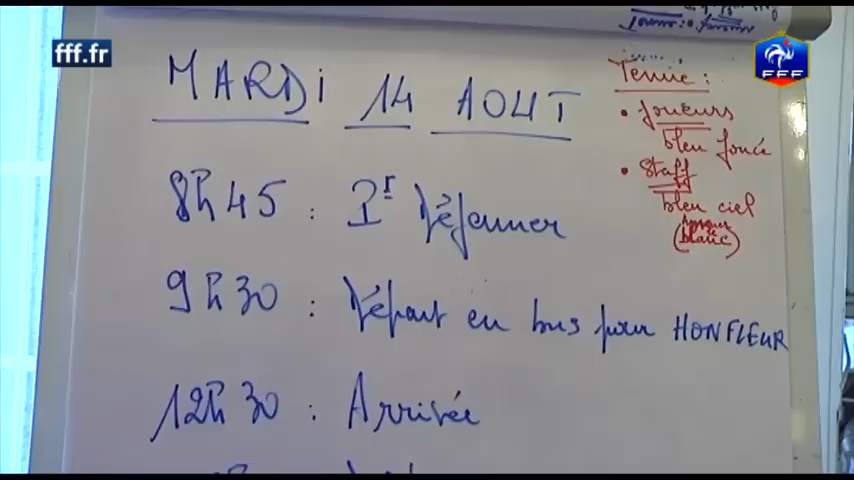 fff.fr
FFF
MARDI 14 AOUT
8h45 : 1er Déjeuner
9h30 : Départ en bus pour HONFLEUR
12h30 : Arrivée
Tenue :
• Joueurs
bleu foncé
• Staff
bleu ciel
(
blanc)